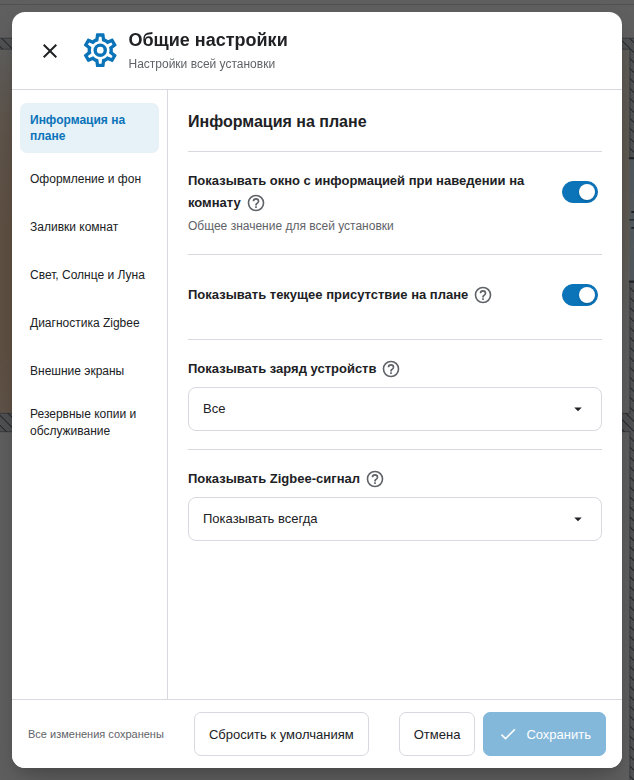 Общие настройки
Настройки всей установки
Информация на
плане
Оформление и фон
Заливки комнат
Свет, Солнце и Луна
Диагностика Zigbee
Внешние экраны
Резервные копии и
обслуживание
Информация на плане
Показывать окно с информацией при наведении на
комнату
Общее значение для всей установки
Показывать текущее присутствие на плане
Показывать заряд устройств
Все
Показывать Zigbee-сигнал
Показывать всегда
Все изменения сохранены
Сбросить к умолчаниям
Отмена
Сохранить